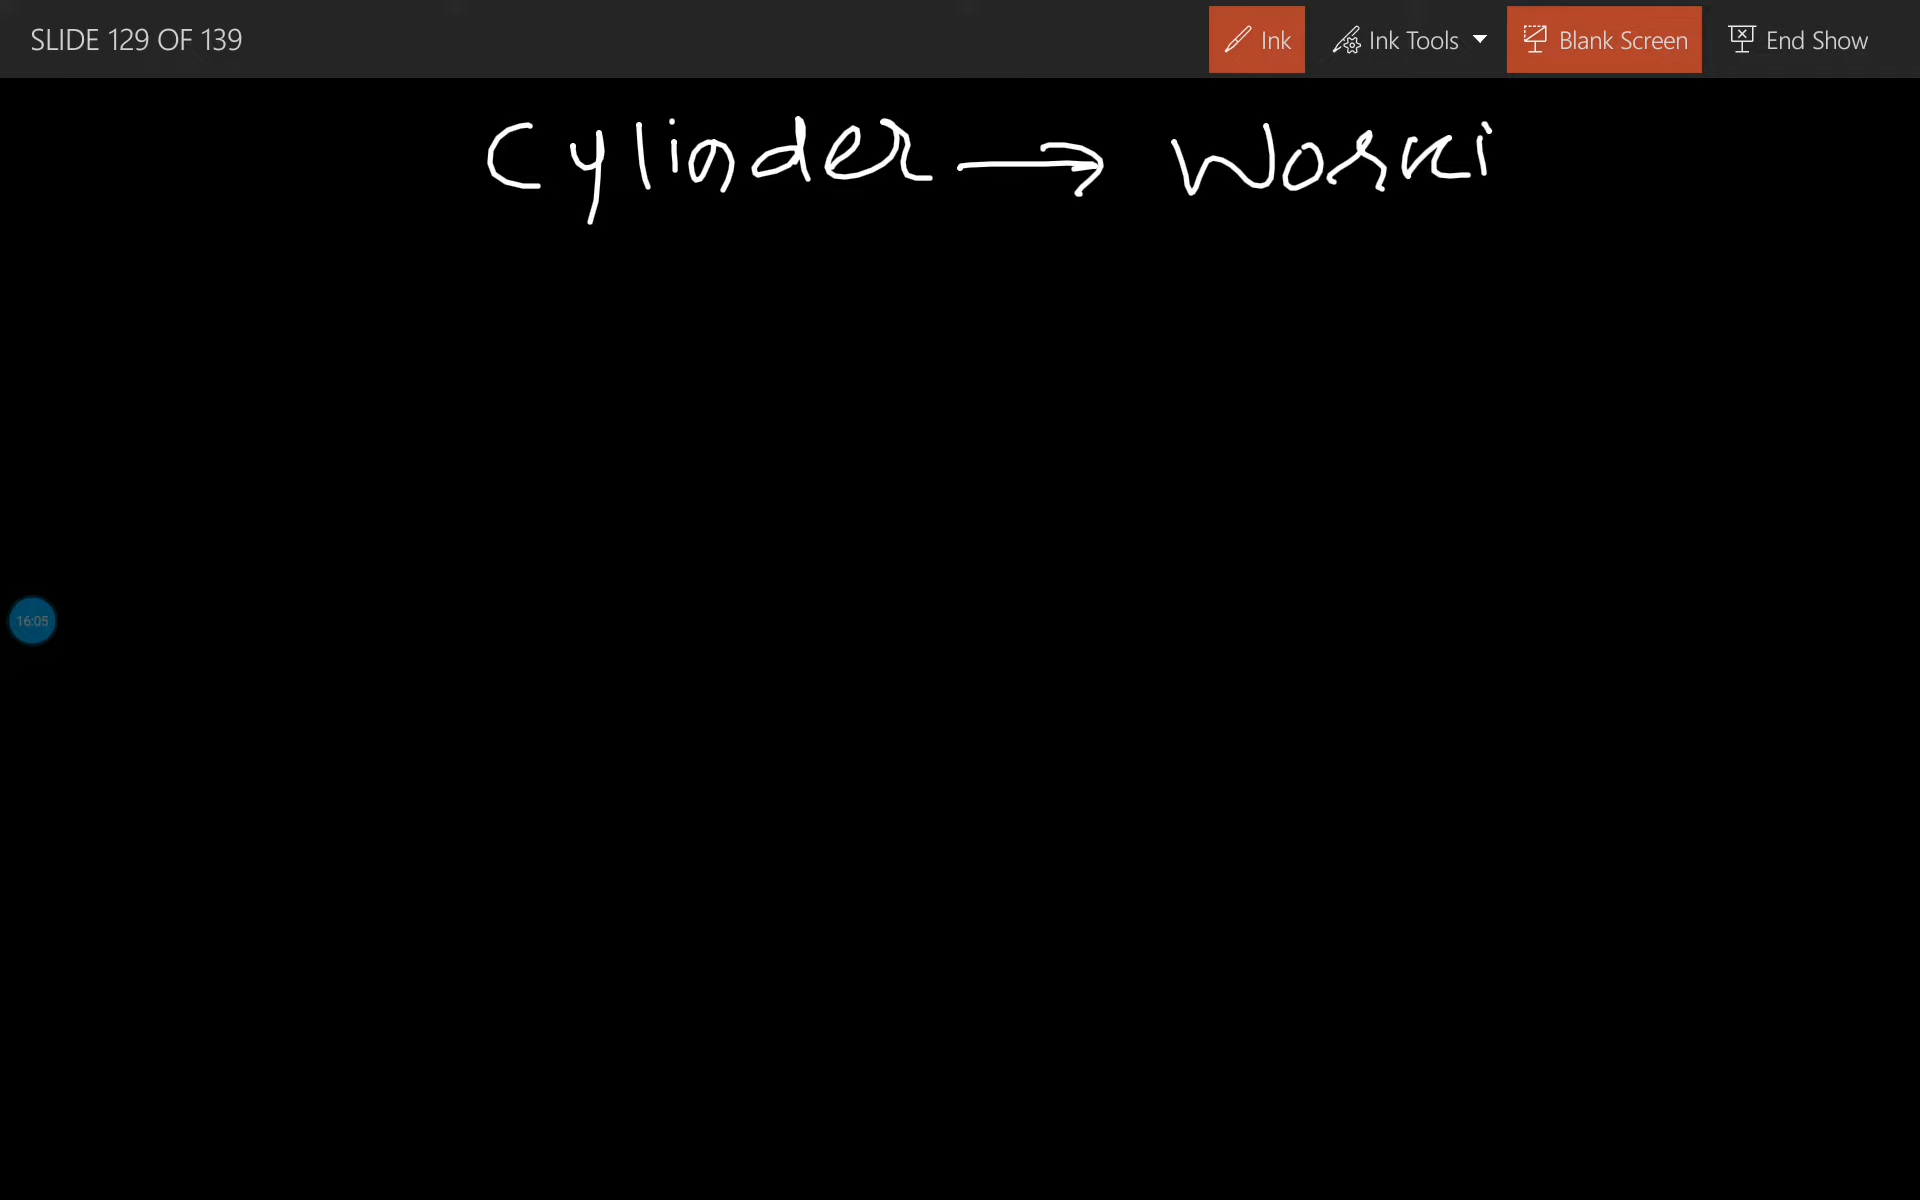 SLIDE 129 OF 139 Ink Ink Tools Blank Screen End Show
Cylinder → Worki
16:05